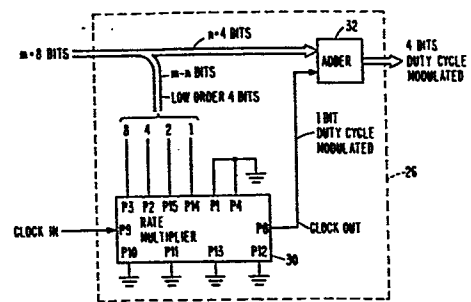 n=4 BITS
32
m=8 BITS
ADDER
4 BITS
DUTY CYCLE
MODULATED
m-n BITS
LOW ORDER 4 BITS
8 4 2 1
1 BIT
DUTY CYCLE
MODULATED
26
P3 P2 P15 P14 P1 P4
CLOCK IN
P9
RATE
MULTIPLIER
P6
CLOCK OUT
P10 P11 P13 P12
30